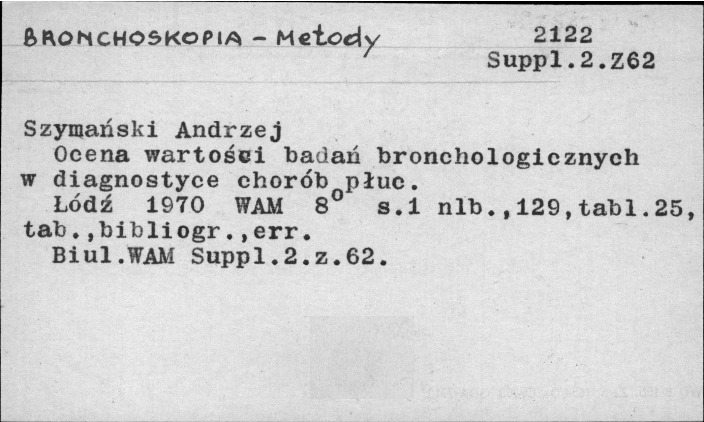 BRONCHOSKOPIA - Metody
2122
Suppl.2.Z62
Szymański Andrzej
Ocena wartości badań bronchologicznych
w diagnostyce chorób płuc.
Łódź 1970 WAM 8° s.1 nlb.,129,tabl.25,
tab.,bibliogr.,err.
Biul.WAM Suppl.2.z.62.